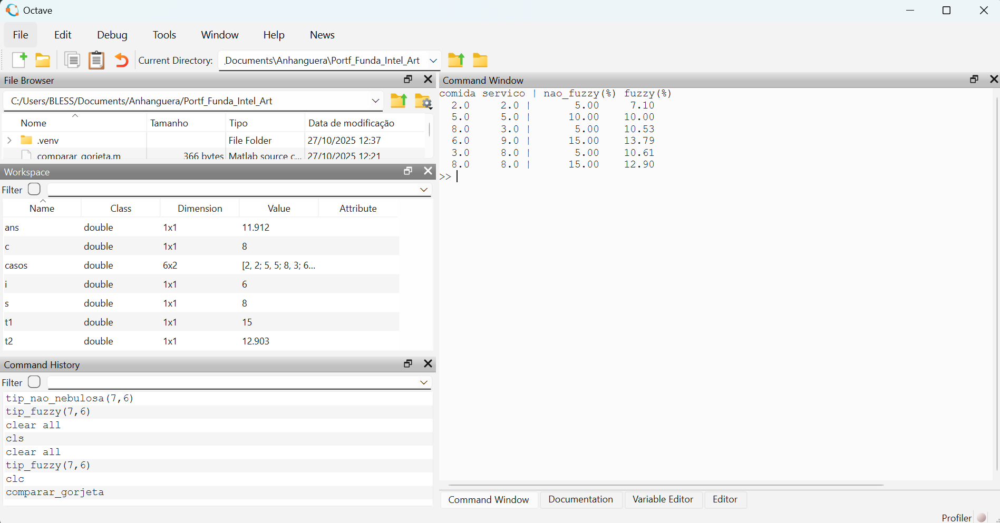 Octave
File Edit Debug Tools Window Help News
Current Directory: Documents\Anhanguera\Portf_Funda_Intel_Art
File Browser
C:/Users/BLESS/Documents/Anhanguera/Portf_Funda_Intel_Art
Nome Tamanho Tipo Data de modificação
.venv File Folder 27/10/2025 12:37
comparar_gorjeta.m 366 bytes Matlab source c... 27/10/2025 12:21
Workspace
Filter
Name Class Dimension Value Attribute
ans double 1x1 11.912
c double 1x1 8
casos double 6x2 [2, 2; 5, 5; 8, 3; 6...
i double 1x1 6
s double 1x1 8
t1 double 1x1 15
t2 double 1x1 12.903
Command History
Filter
tip_nao_nebulosa(7,6)
tip_fuzzy(7,6)
clear all
cls
clear all
tip_fuzzy(7,6)
clc
comparar_gorjeta
Command Window
comida servico | nao_fuzzy(%) fuzzy(%)
2.0 2.0 | 5.00 7.10
5.0 5.0 | 10.00 10.00
8.0 3.0 | 5.00 10.53
6.0 9.0 | 15.00 13.79
3.0 8.0 | 5.00 10.61
8.0 8.0 | 15.00 12.90
>>
Command Window Documentation Variable Editor Editor
Profiler